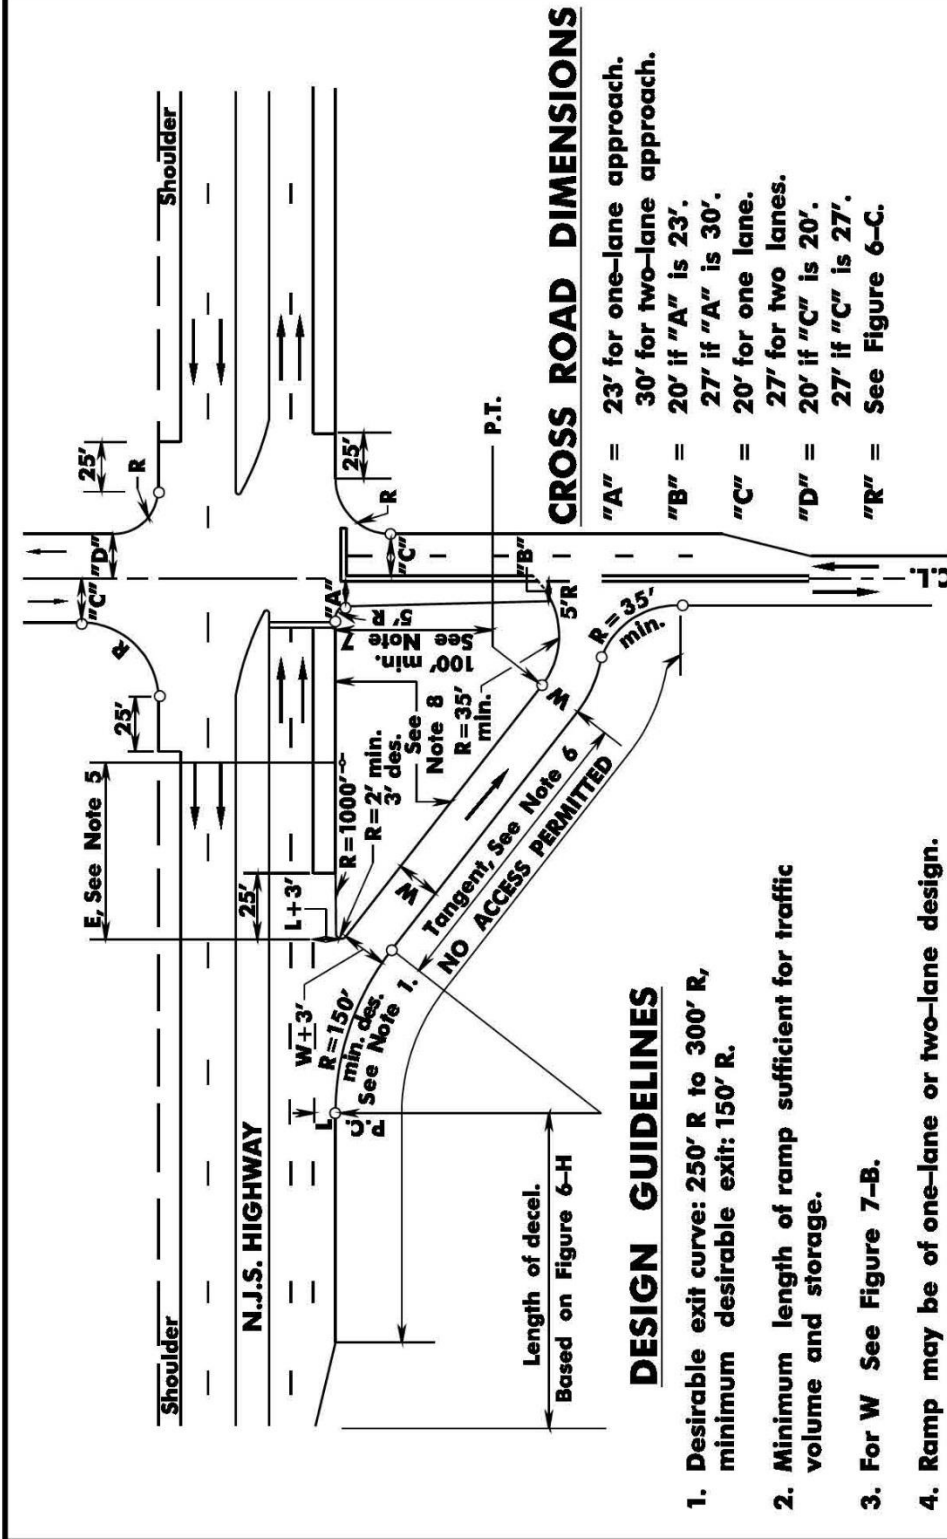 Shoulder
Shoulder
N.J.S. HIGHWAY
E, See Note 5
25'
25'
25'
25'
R
R
R
"C"
"D"
"A"
"C"
"B"
L+3'
W+3'
L
P.C.
R=150'
min. des.
See Note 1.
R=1000'
R=2' min.
3' des.
See
Note 8
R=35'
min.
100' min.
See Note
7
5'
R
5'R
P.T.
W
W
Tangent, See Note 6
NO ACCESS PERMITTED
R=35'
min.
C.L.
Length of decel.
Based on Figure 6–H
DESIGN GUIDELINES
1. Desirable exit curve: 250' R to 300' R,
minimum desirable exit: 150' R.
2. Minimum length of ramp sufficient for traffic
volume and storage.
3. For W See Figure 7–B.
4. Ramp may be of one–lane or two–lane design.
CROSS ROAD DIMENSIONS
"A" = 23' for one–lane approach.
30' for two–lane approach.
"B" = 20' if "A" is 23'.
27' if "A" is 30'.
"C" = 20' for one lane.
27' for two lanes.
"D" = 20' if "C" is 20'.
27' if "C" is 27'.
"R" = See Figure 6–C.